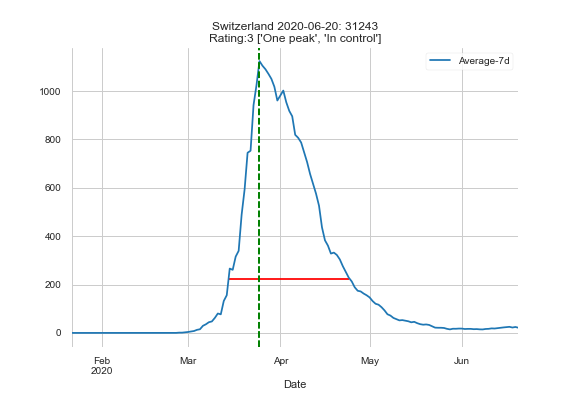 Switzerland 2020-06-20: 31243
Rating:3 ['One peak', 'In control']
Average-7d
1000
800
600
400
200
0
Feb
2020
Mar
Apr
May
Jun
Date